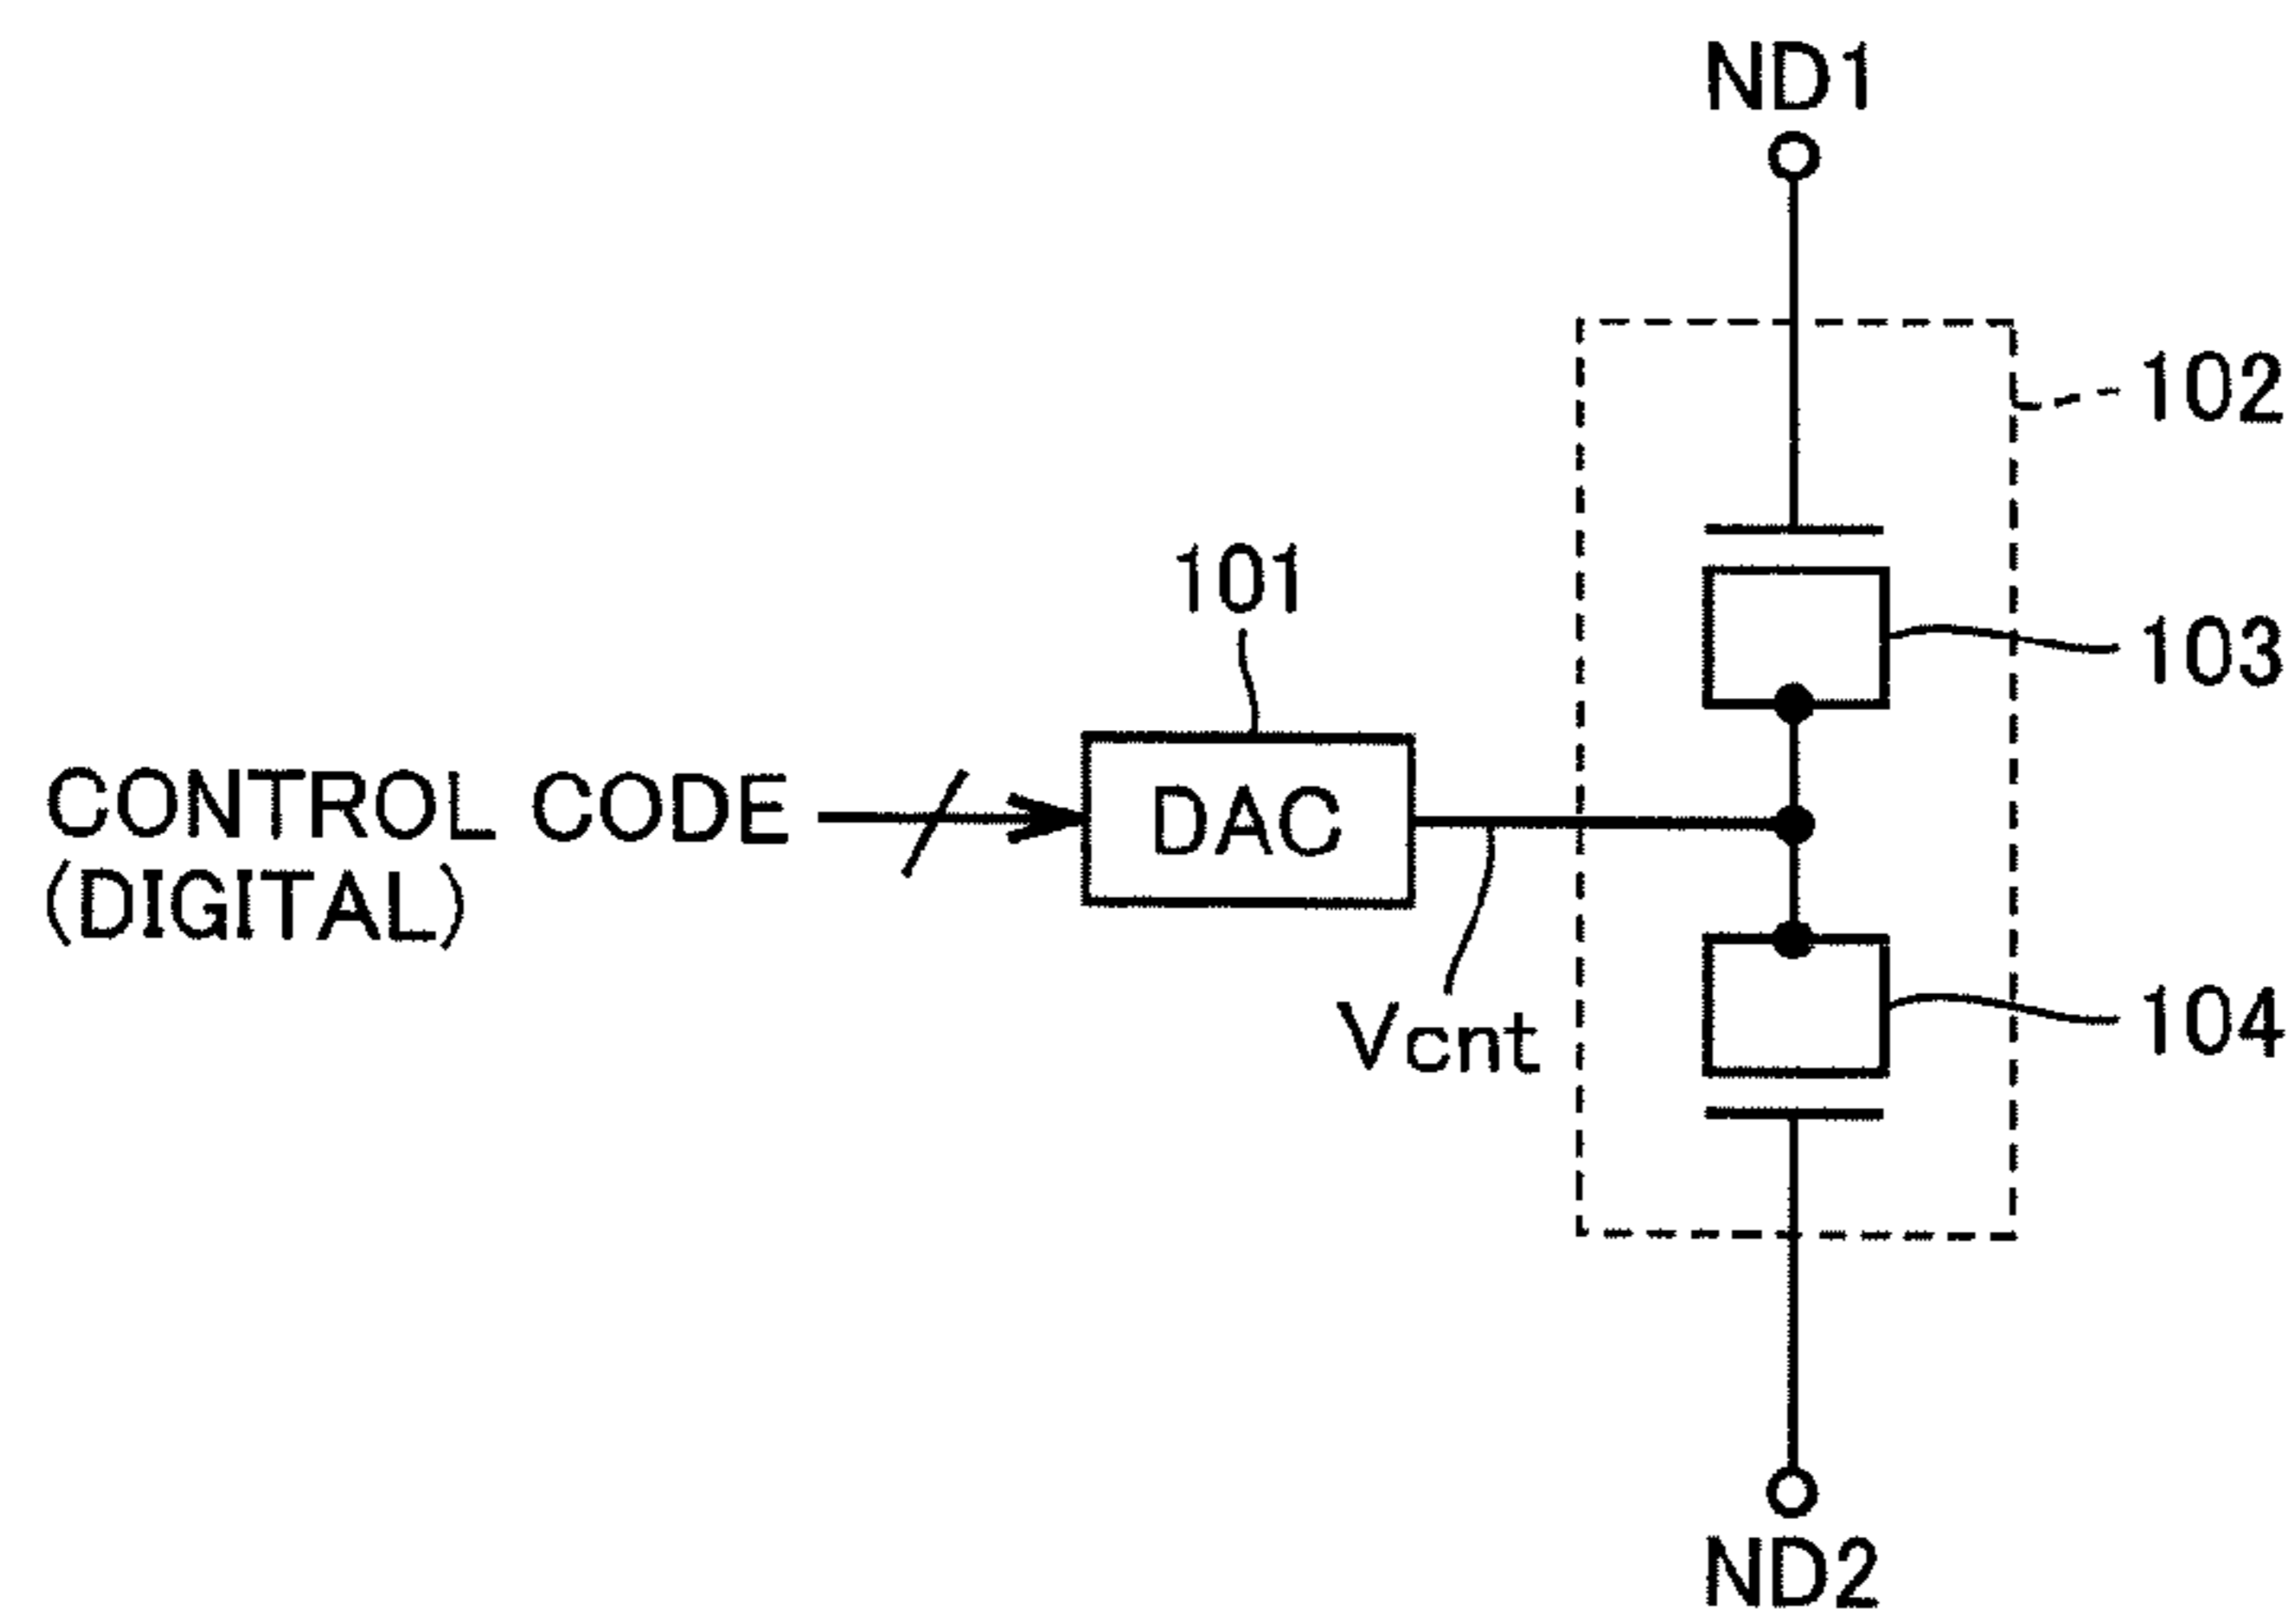 ND1
102
101
103
CONTROL CODE
(DIGITAL)
DAC
Vcnt
104
ND2